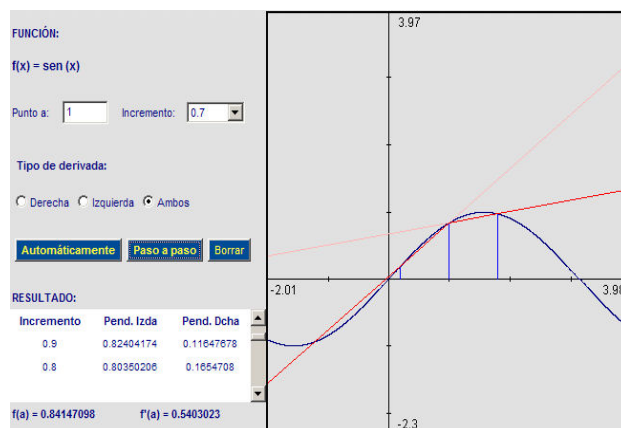 FUNCIÓN:
f(x) = sen (x)
Punto a: 1 Incremento: 0.7
Tipo de derivada:
Derecha Izquierda Ambos
Automáticamente Paso a paso Borrar
RESULTADO:
Incremento Pend. Izda Pend. Dcha
0.9 0.82404174 0.11647678
0.8 0.80350206 0.1654708
f(a) = 0.84147098 f'(a) = 0.5403023
3.97
-2.01 3.98
-2.3